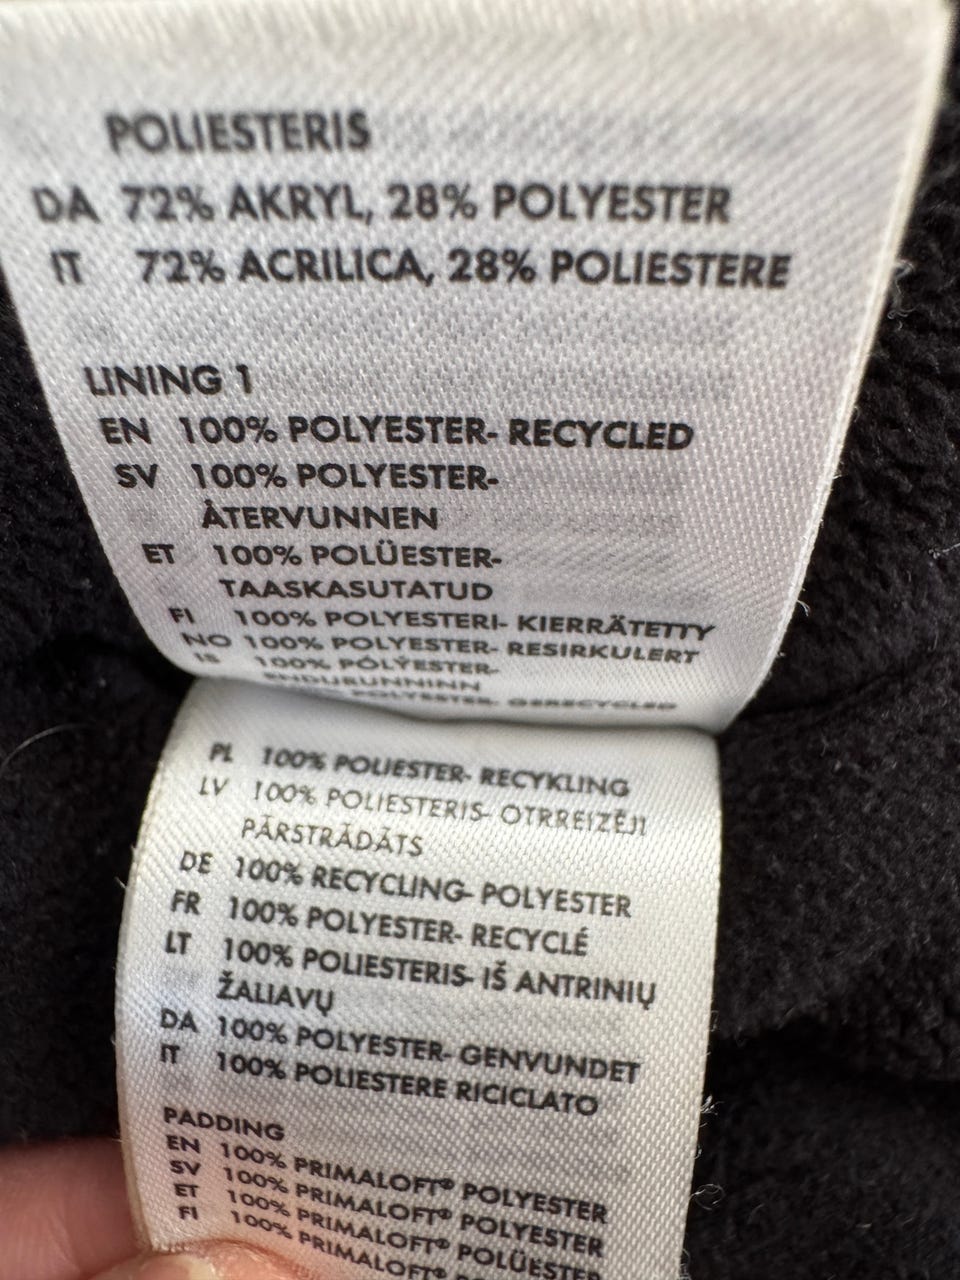 POLIESTERIS
DA 72% AKRYL, 28% POLYESTER
IT 72% ACRILICA, 28% POLIESTERE
LINING 1
EN 100% POLYESTER- RECYCLED
SV 100% POLYESTER-
ÅTERVUNNEN
ET 100% POLÜESTER-
TAASKASUTATUD
FI 100% POLYESTERI- KIERRÄTETTY
NO 100% POLYESTER- RESIRKULERT
IS 100% PÓLÝESTER-
ENDURUNNINN
POLYESTER- GERECYCLED
PL 100% POLIESTER- RECYKLING
LV 100% POLIESTERIS- OTRREIZĒJI
PĀRSTRĀDĀTS
DE 100% RECYCLING- POLYESTER
FR 100% POLYESTER- RECYCLÉ
LT 100% POLIESTERIS- IŠ ANTRINIŲ
ŽALIAVŲ
DA 100% POLYESTER- GENVUNDET
IT 100% POLIESTERE RICICLATO
PADDING
EN 100% PRIMALOFT® POLYESTER
SV 100% PRIMALOFT® POLYESTER
ET 100% PRIMALOFT® POLÜESTER
FI 100% PRIMALOFT®